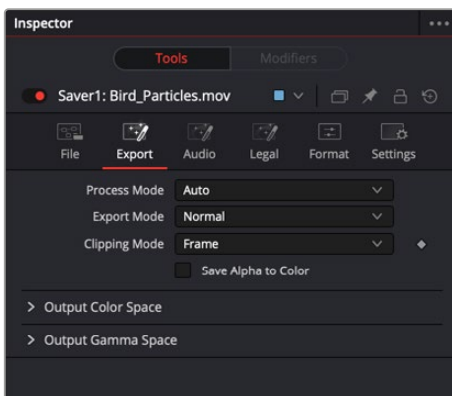 Inspector
Tools Modifiers
Saver1: Bird_Particles.mov
File Export Audio Legal Format Settings
Process Mode Auto
Export Mode Normal
Clipping Mode Frame
Save Alpha to Color
Output Color Space
Output Gamma Space